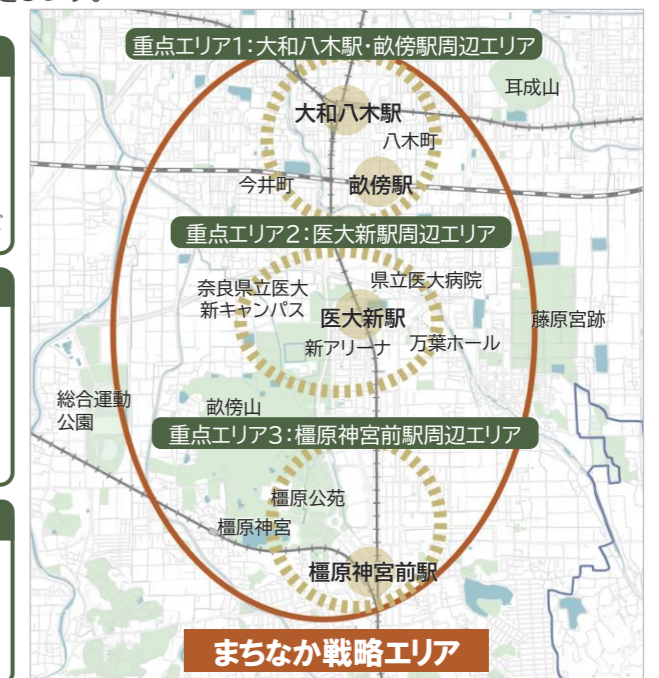 重点エリア1:大和八木駅・畝傍駅周辺エリア
耳成山
大和八木駅
八木町
今井町
畝傍駅
重点エリア2:医大新駅周辺エリア
奈良県立医大
新キャンパス
県立医大病院
医大新駅
藤原宮跡
新アリーナ
万葉ホール
総合運動
公園
畝傍山
重点エリア3:橿原神宮前駅周辺エリア
橿原公苑
橿原神宮
橿原神宮前駅
まちなか戦略エリア